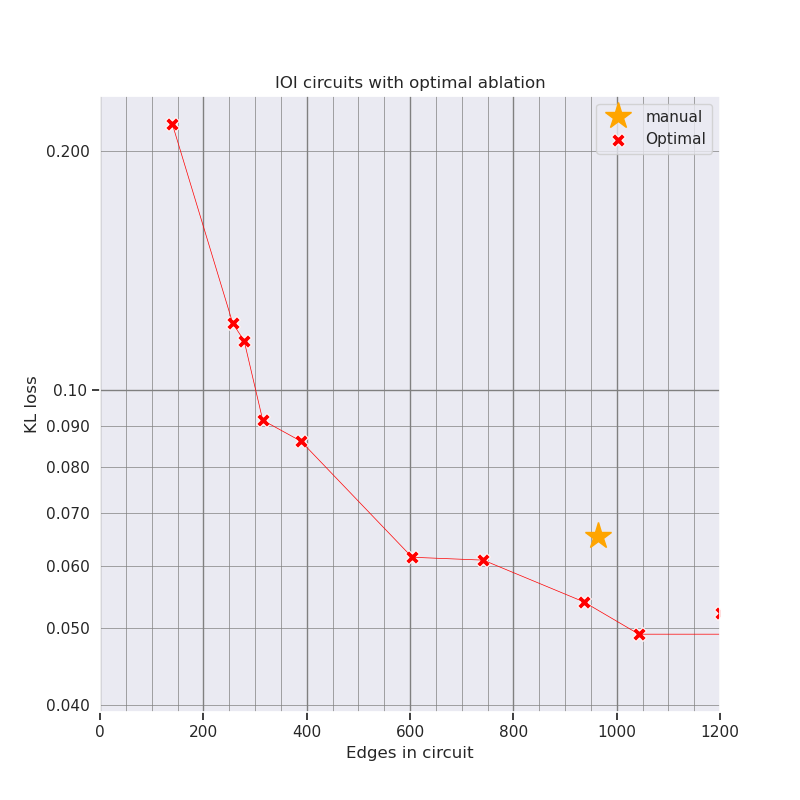 IOI circuits with optimal ablation
manual
Optimal
0.200
0.10
0.090
0.080
0.070
0.060
0.050
0.040
KL loss
0 200 400 600 800 1000 1200
Edges in circuit